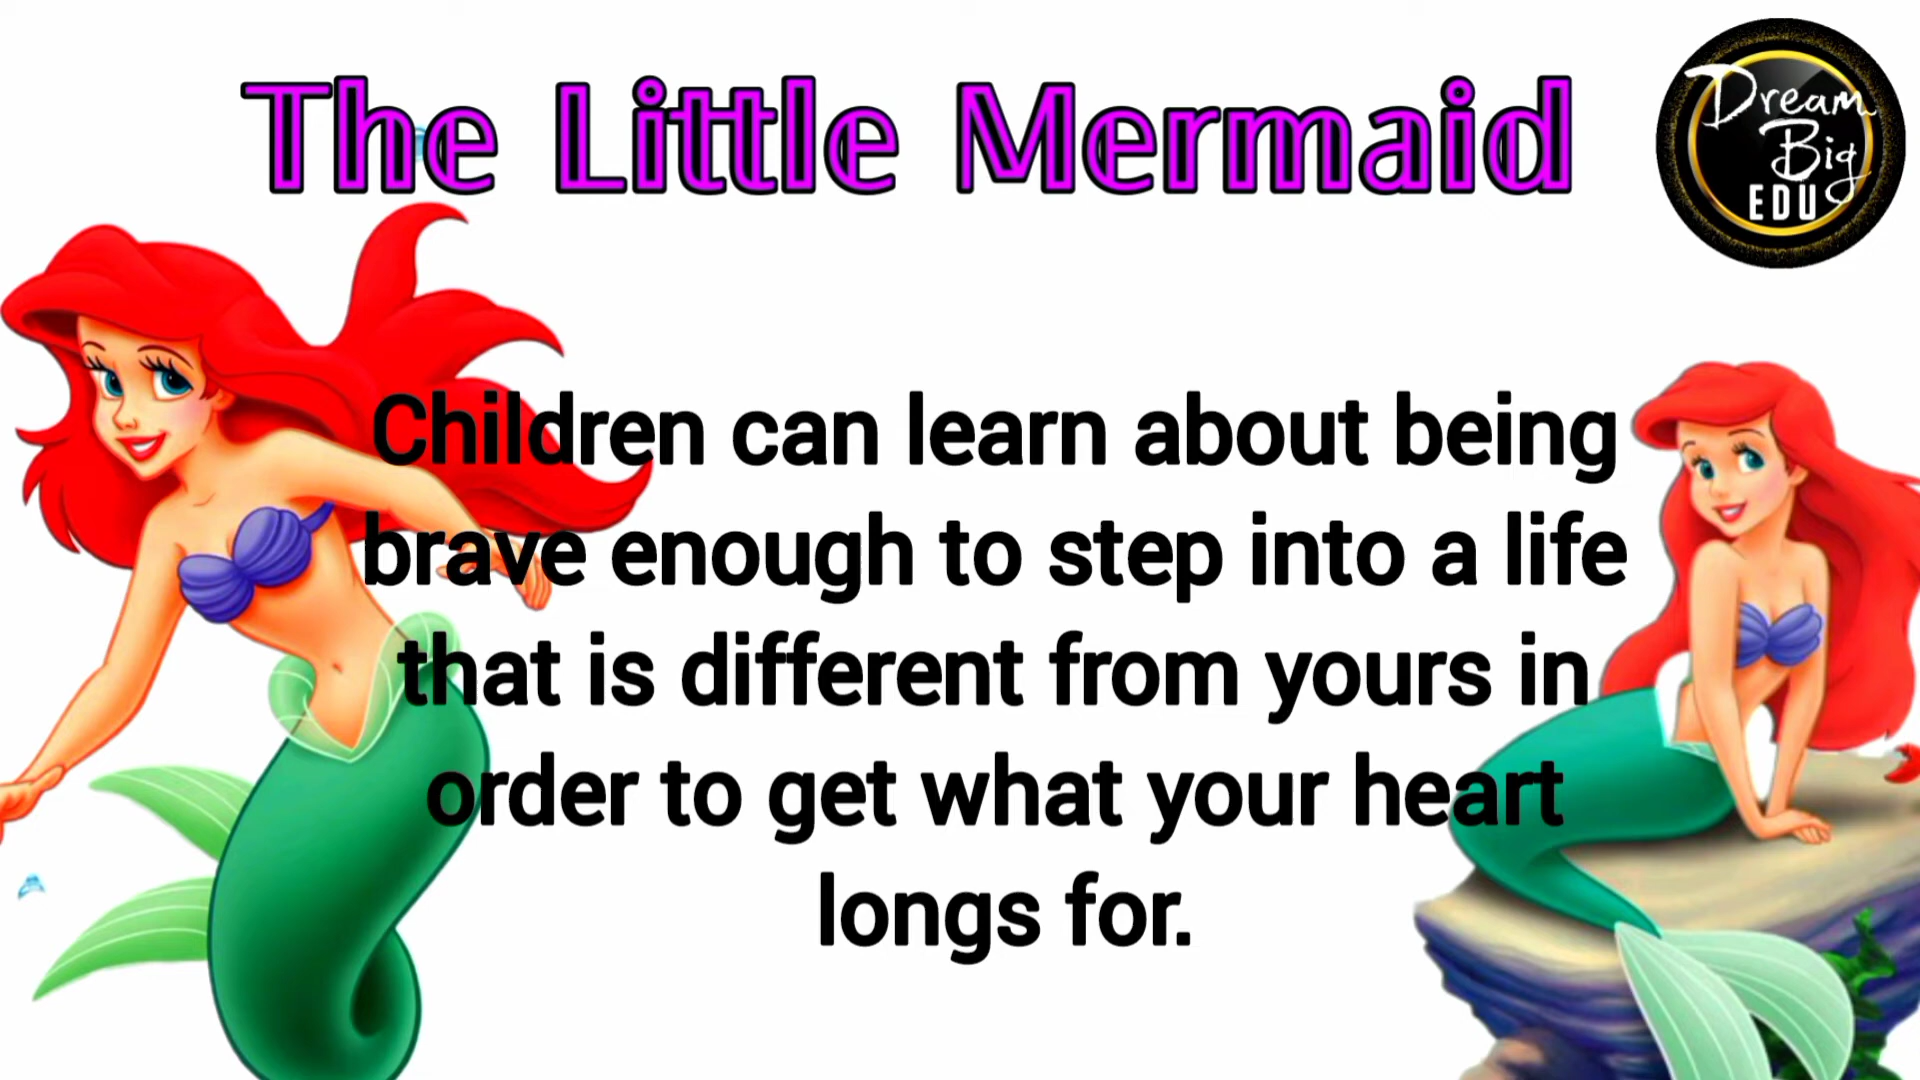 The Little Mermaid
Dream
Big
EDU
Children can learn about being
brave enough to step into a life
that is different from yours in
order to get what your heart
longs for.